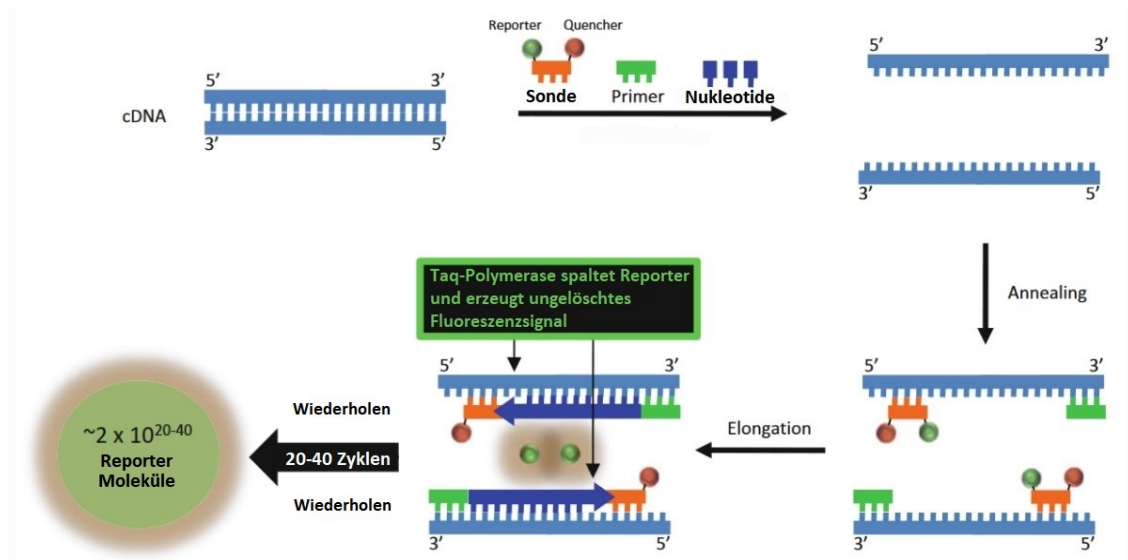 Reporter
Quencher
5’
3’
Sonde
Primer
Nukleotide
cDNA
3’
5’
5’
3’
3’
5’
Annealing
Taq-Polymerase spaltet Reporter
und erzeugt ungelöschtes
Fluoreszenzsignal
5’
3’
5’
3’
Elongation
3’
5’
3’
5’
Wiederholen
20-40 Zyklen
Wiederholen
~2 x 10²⁰⁻⁴⁰
Reporter
Moleküle